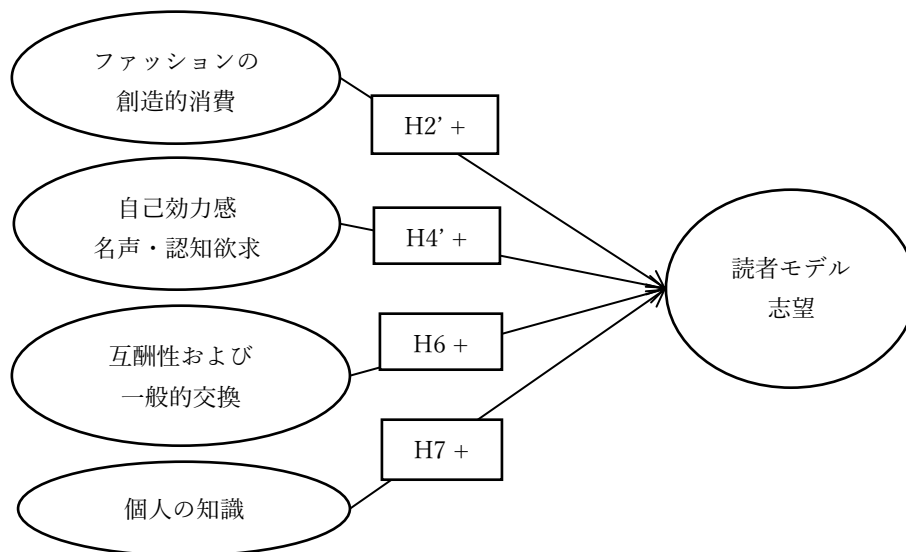 ファッションの
創造的消費
H2’ +
自己効力感
名声・認知欲求
H4’ +
読者モデル
志望
互酬性および
一般的交換
H6 +
H7 +
個人の知識